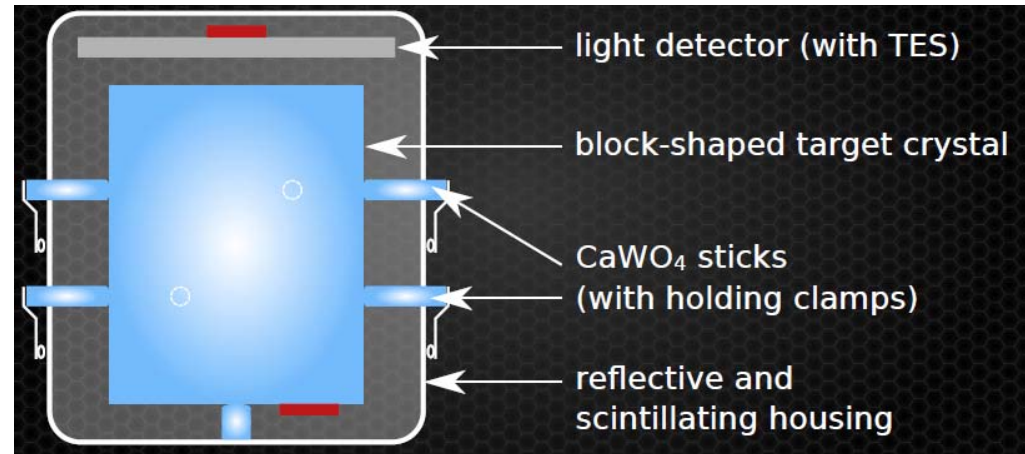 light detector (with TES)
block-shaped target crystal
CaWO₄ sticks
(with holding clamps)
reflective and
scintillating housing